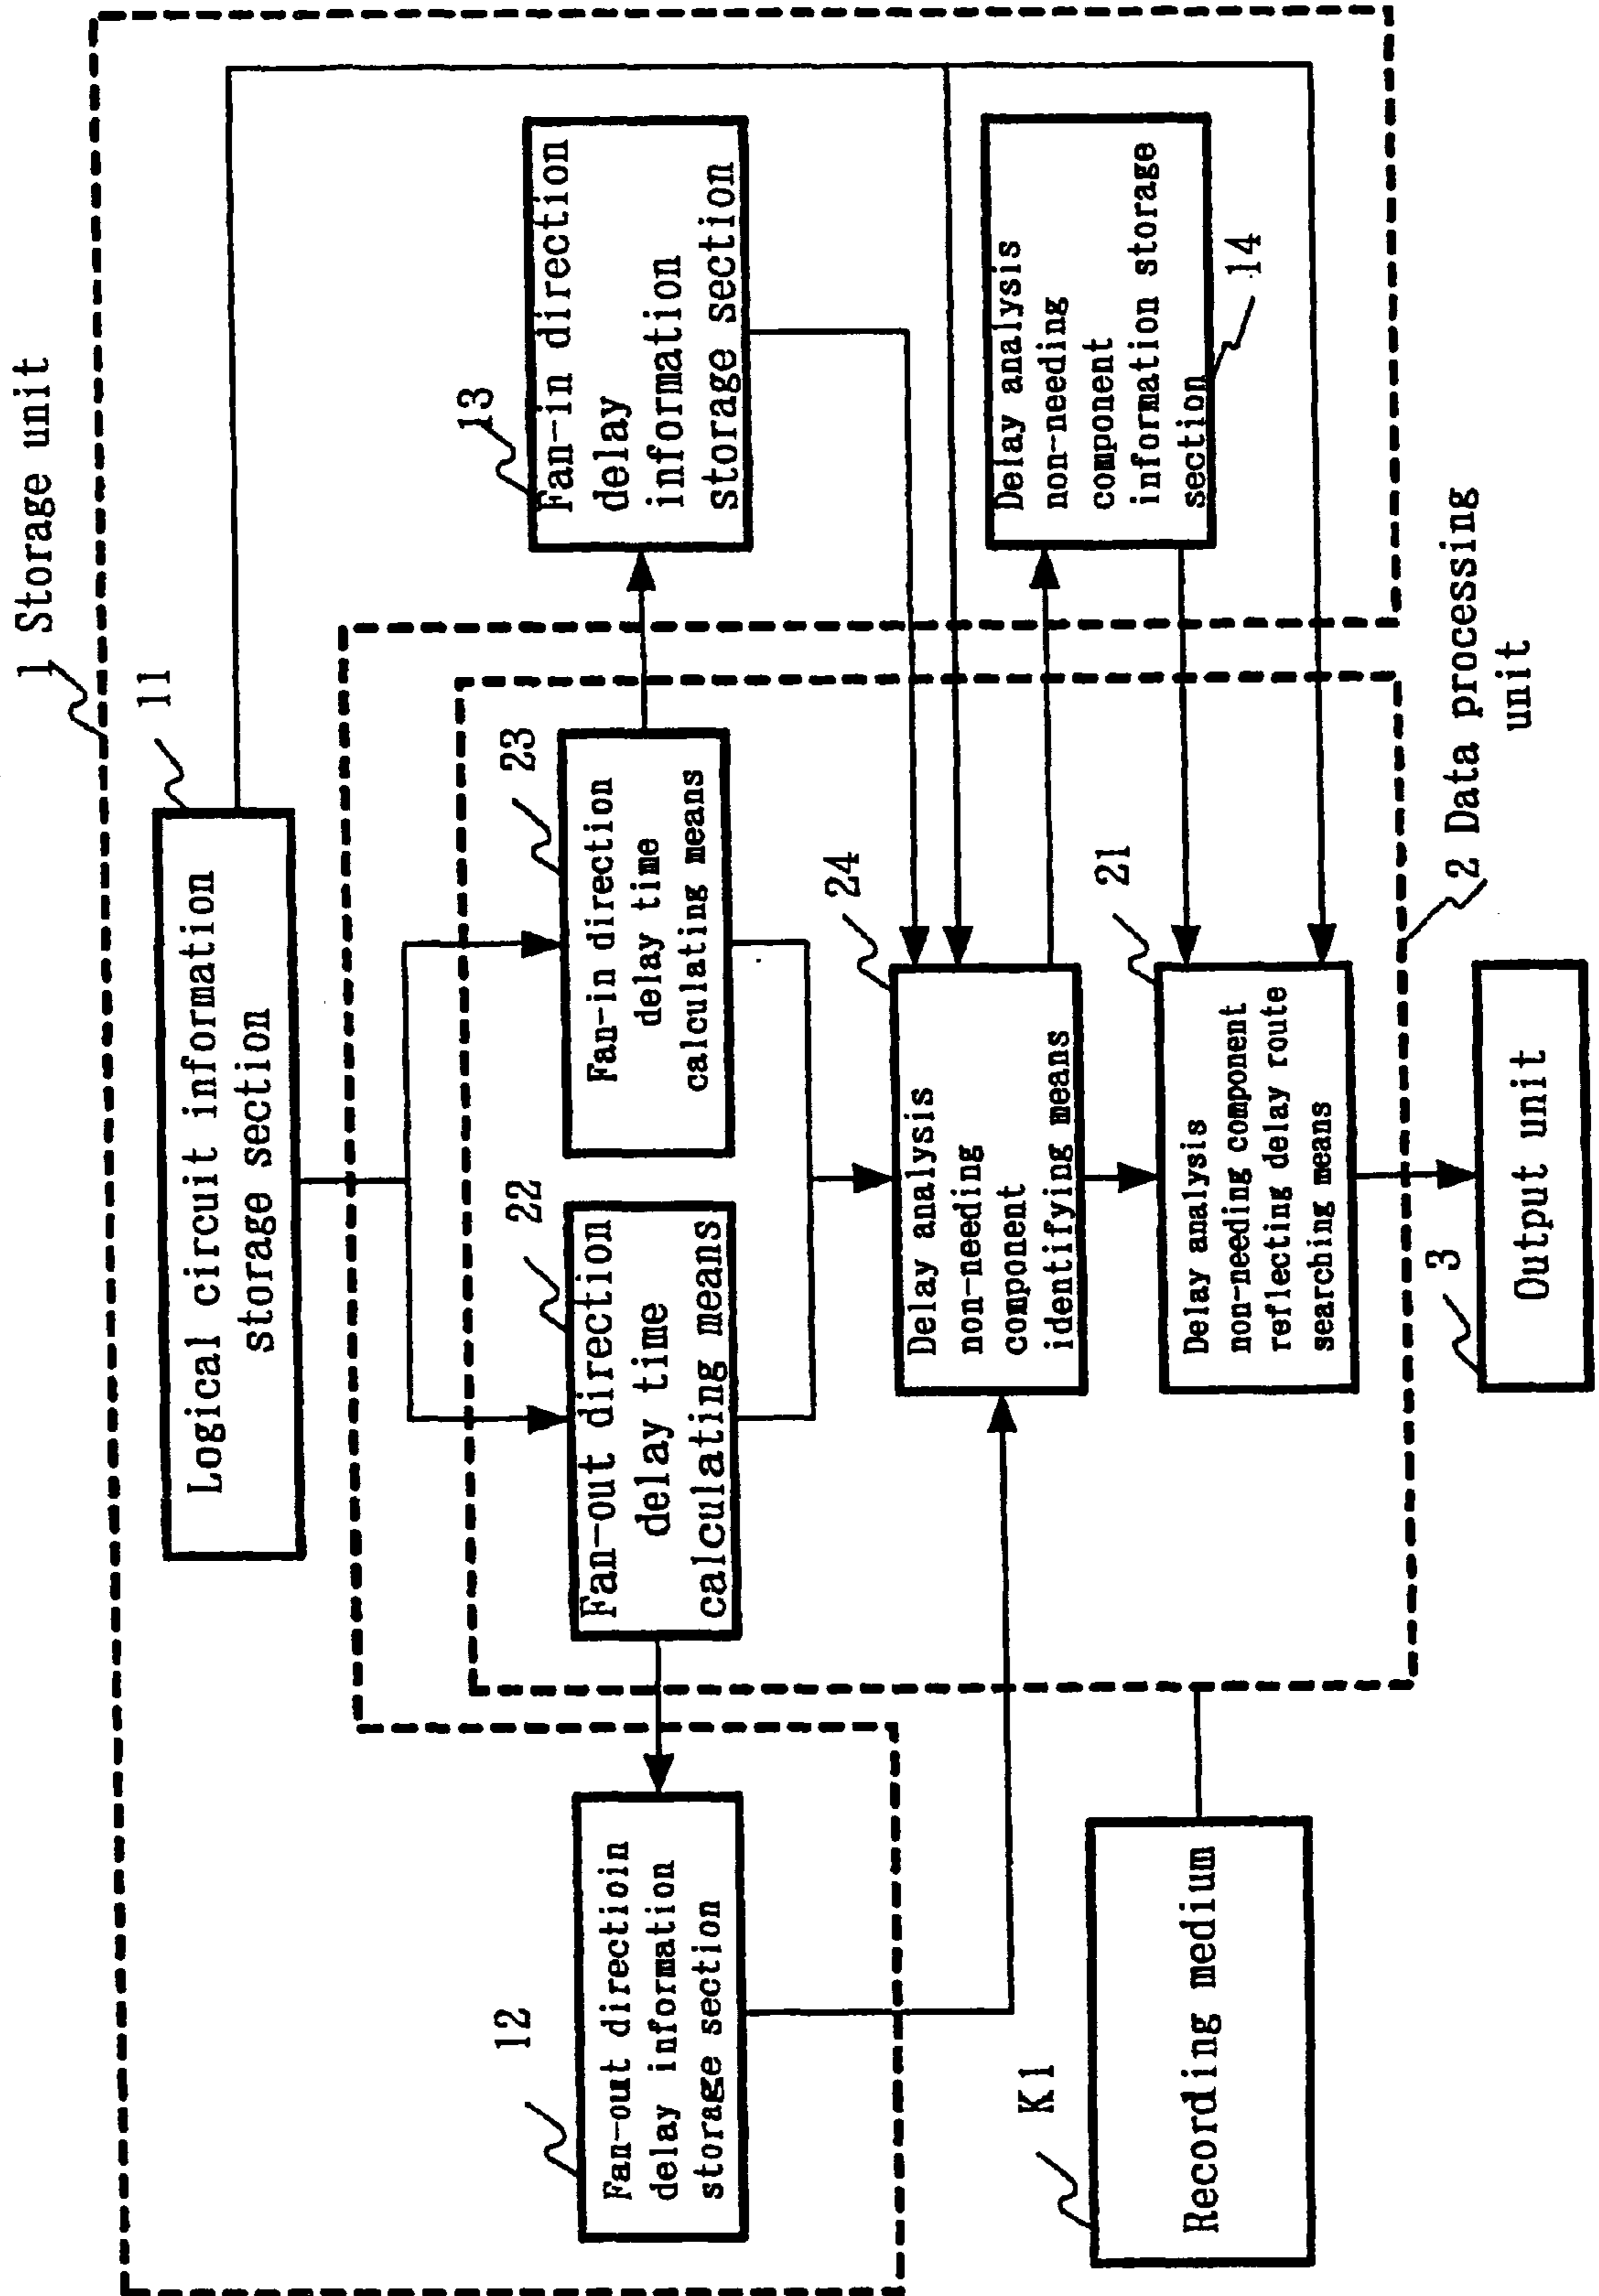 1 Storage unit
11
Logical circuit information
storage section
12
Fan-out directioin
delay information
storage section
22
Fan-out direction
delay time
calculating means
23
Fan-in direction
delay time
calculating means
13
Fan-in direction
delay
information
storage section
24
Delay analysis
non-needing
component
identifying means
Delay analysis
non-needing
component
information storage
section
14
21
Delay analysis
non-needing component
reflecting delay route
searching means
K1
Recording medium
2 Data processing
unit
3
Output unit